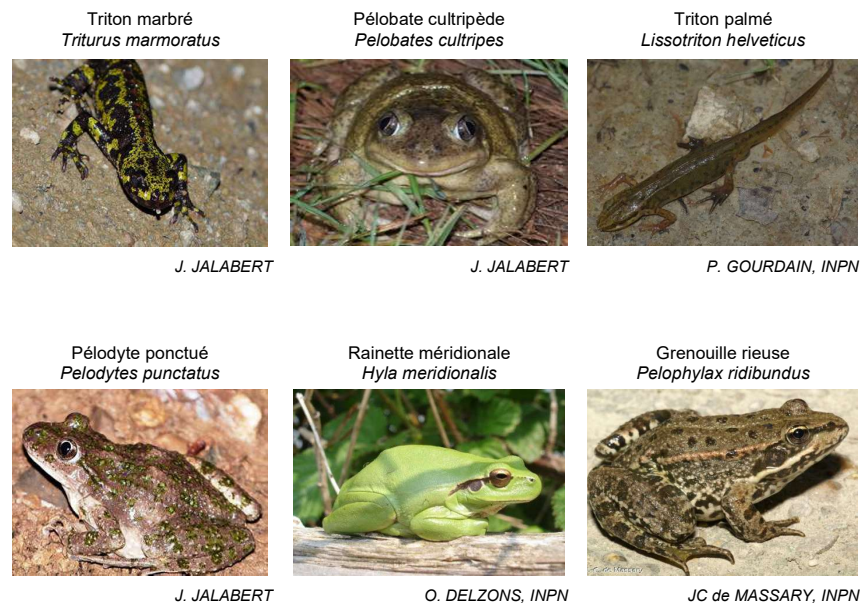 Triton marbré
Triturus marmoratus
Pélobate cultripède
Pelobates cultripes
Triton palmé
Lissotriton helveticus
J. JALABERT
J. JALABERT
P. GOURDAIN, INPN
Pélodyte ponctué
Pelodytes punctatus
Rainette méridionale
Hyla meridionalis
Grenouille rieuse
Pelophylax ridibundus
J. JALABERT
O. DELZONS, INPN
JC de MASSARY, INPN